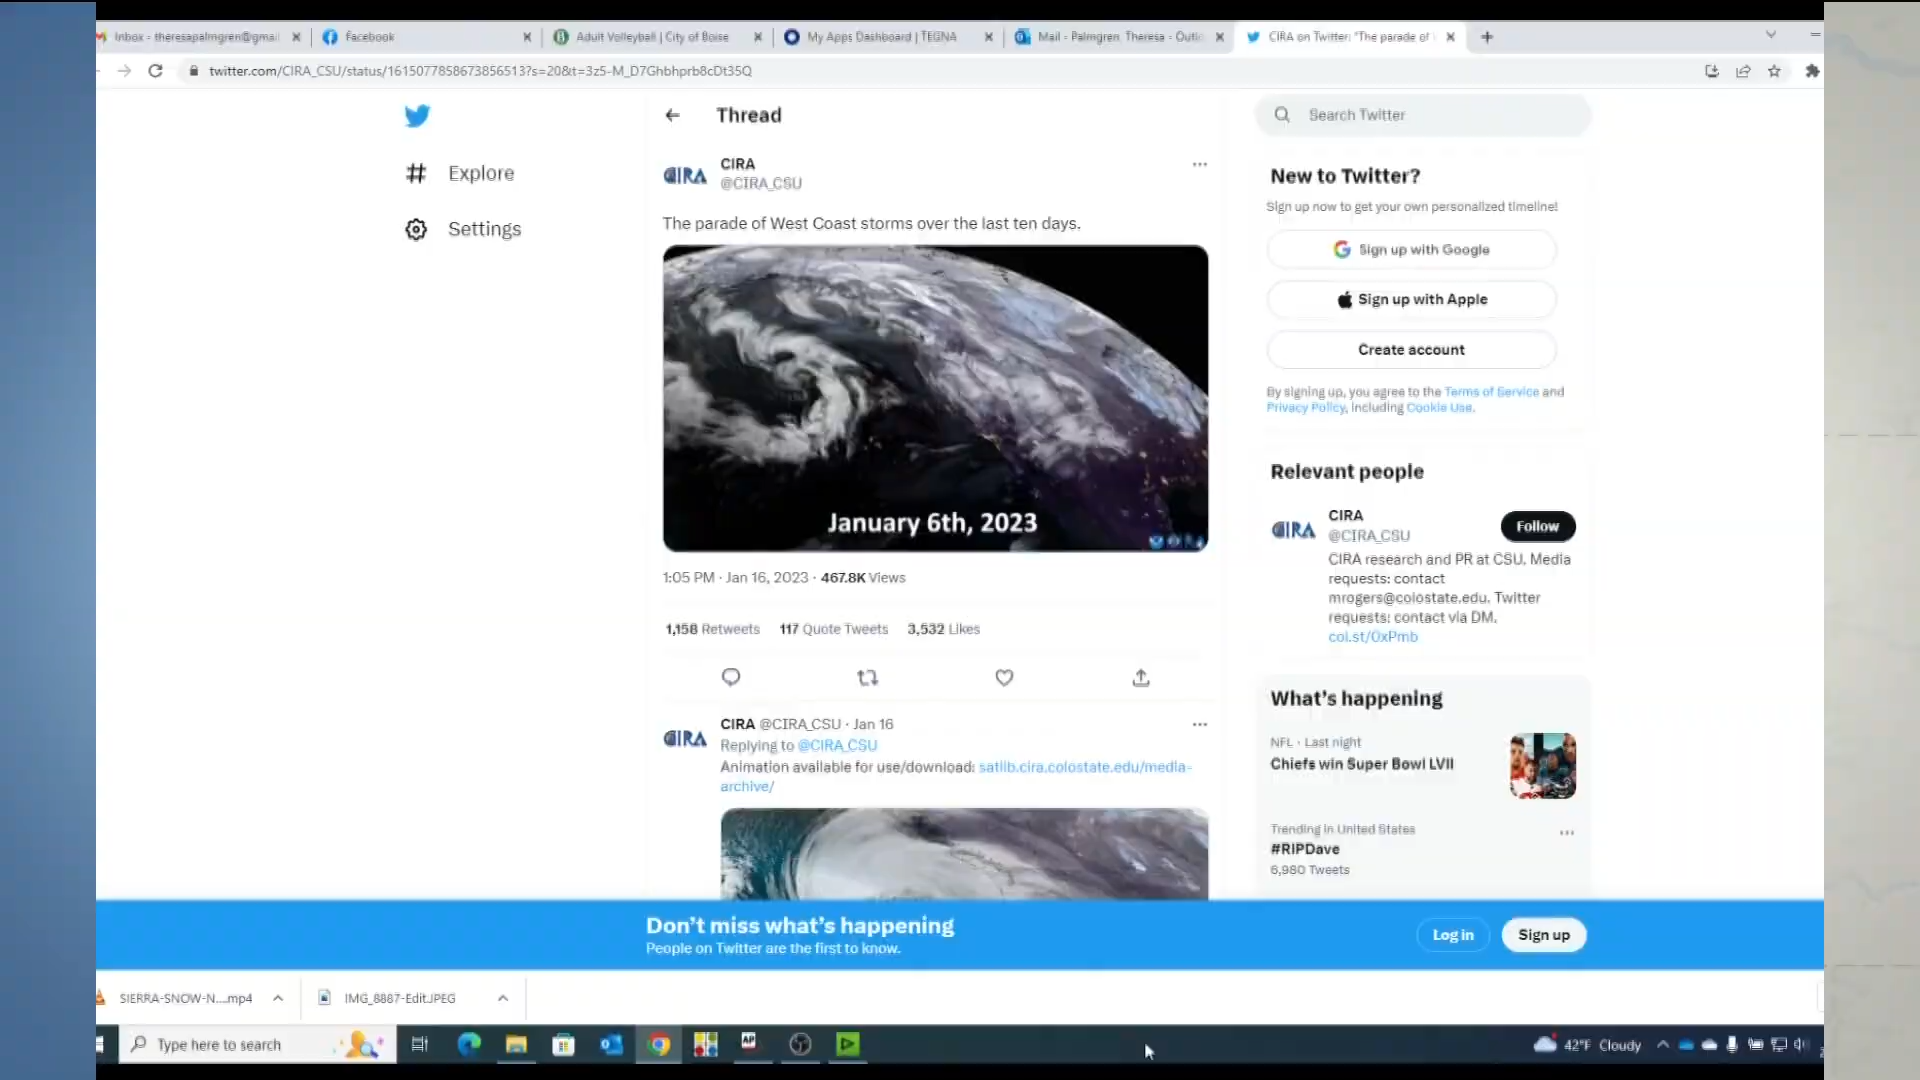 Inbox - theresapalmgren@gmai
Facebook
Adult Volleyball | City of Boise
My Apps Dashboard | TEGNA
Mail - Palmgren, Theresa - Outlo
CIRA on Twitter: "The parade of
twitter.com/CIRA_CSU/status/1615077858673856513?s=20&t=3z5-M_D7Ghbhprb8cDt35Q
Explore
Settings
Thread
CIRA
@CIRA_CSU
The parade of West Coast storms over the last ten days.
January 6th, 2023
1:05 PM · Jan 16, 2023 · 467.8K Views
1,158 Retweets 117 Quote Tweets 3,532 Likes
CIRA @CIRA_CSU · Jan 16
Replying to @CIRA_CSU
Animation available for use/download: satlib.cira.colostate.edu/media-
archive/
Search Twitter
New to Twitter?
Sign up now to get your own personalized timeline!
Sign up with Google
Sign up with Apple
Create account
By signing up, you agree to the Terms of Service and
Privacy Policy, including Cookie Use.
Relevant people
CIRA
@CIRA_CSU
Follow
CIRA research and PR at CSU. Media
requests: contact
mrogers@colostate.edu. Twitter
requests: contact via DM.
col.st/0xPmb
What's happening
NFL · Last night
Chiefs win Super Bowl LVII
Trending in United States
#RIPDave
6,980 Tweets
Don't miss what's happening
People on Twitter are the first to know.
Log in
Sign up
SIERRA-SNOW-N....mp4
IMG_8887-Edit.JPEG
Type here to search
AP
42°F Cloudy